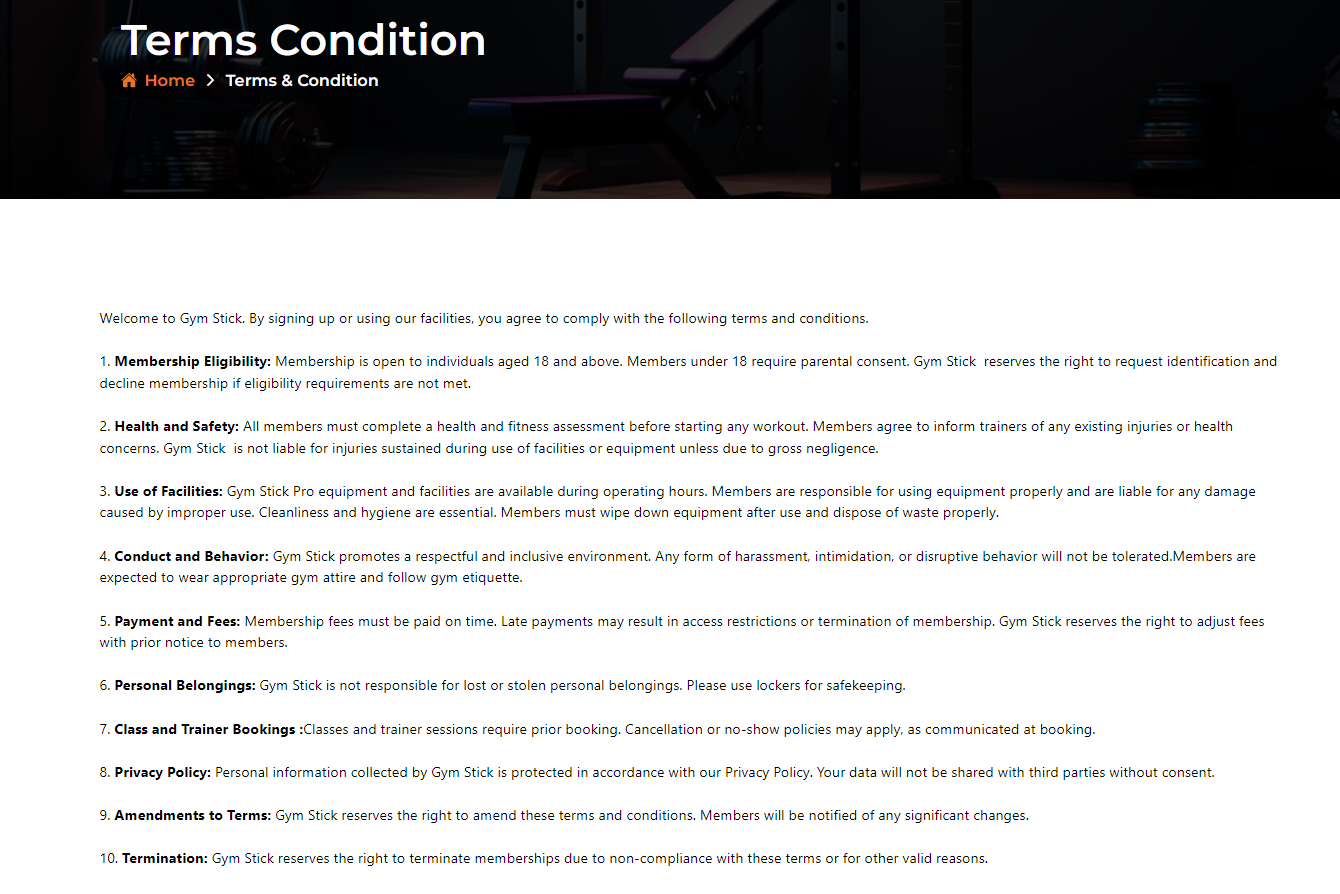 Terms Condition
Home > Terms & Condition
Welcome to Gym Stick. By signing up or using our facilities, you agree to comply with the following terms and conditions.
1. Membership Eligibility: Membership is open to individuals aged 18 and above. Members under 18 require parental consent. Gym Stick  reserves the right to request identification and
decline membership if eligibility requirements are not met.
2. Health and Safety: All members must complete a health and fitness assessment before starting any workout. Members agree to inform trainers of any existing injuries or health
concerns. Gym Stick  is not liable for injuries sustained during use of facilities or equipment unless due to gross negligence.
3. Use of Facilities: Gym Stick Pro equipment and facilities are available during operating hours. Members are responsible for using equipment properly and are liable for any damage
caused by improper use. Cleanliness and hygiene are essential. Members must wipe down equipment after use and dispose of waste properly.
4. Conduct and Behavior: Gym Stick promotes a respectful and inclusive environment. Any form of harassment, intimidation, or disruptive behavior will not be tolerated.Members are
expected to wear appropriate gym attire and follow gym etiquette.
5. Payment and Fees: Membership fees must be paid on time. Late payments may result in access restrictions or termination of membership. Gym Stick reserves the right to adjust fees
with prior notice to members.
6. Personal Belongings: Gym Stick is not responsible for lost or stolen personal belongings. Please use lockers for safekeeping.
7. Class and Trainer Bookings :Classes and trainer sessions require prior booking. Cancellation or no-show policies may apply, as communicated at booking.
8. Privacy Policy: Personal information collected by Gym Stick is protected in accordance with our Privacy Policy. Your data will not be shared with third parties without consent.
9. Amendments to Terms: Gym Stick reserves the right to amend these terms and conditions. Members will be notified of any significant changes.
10. Termination: Gym Stick reserves the right to terminate memberships due to non-compliance with these terms or for other valid reasons.